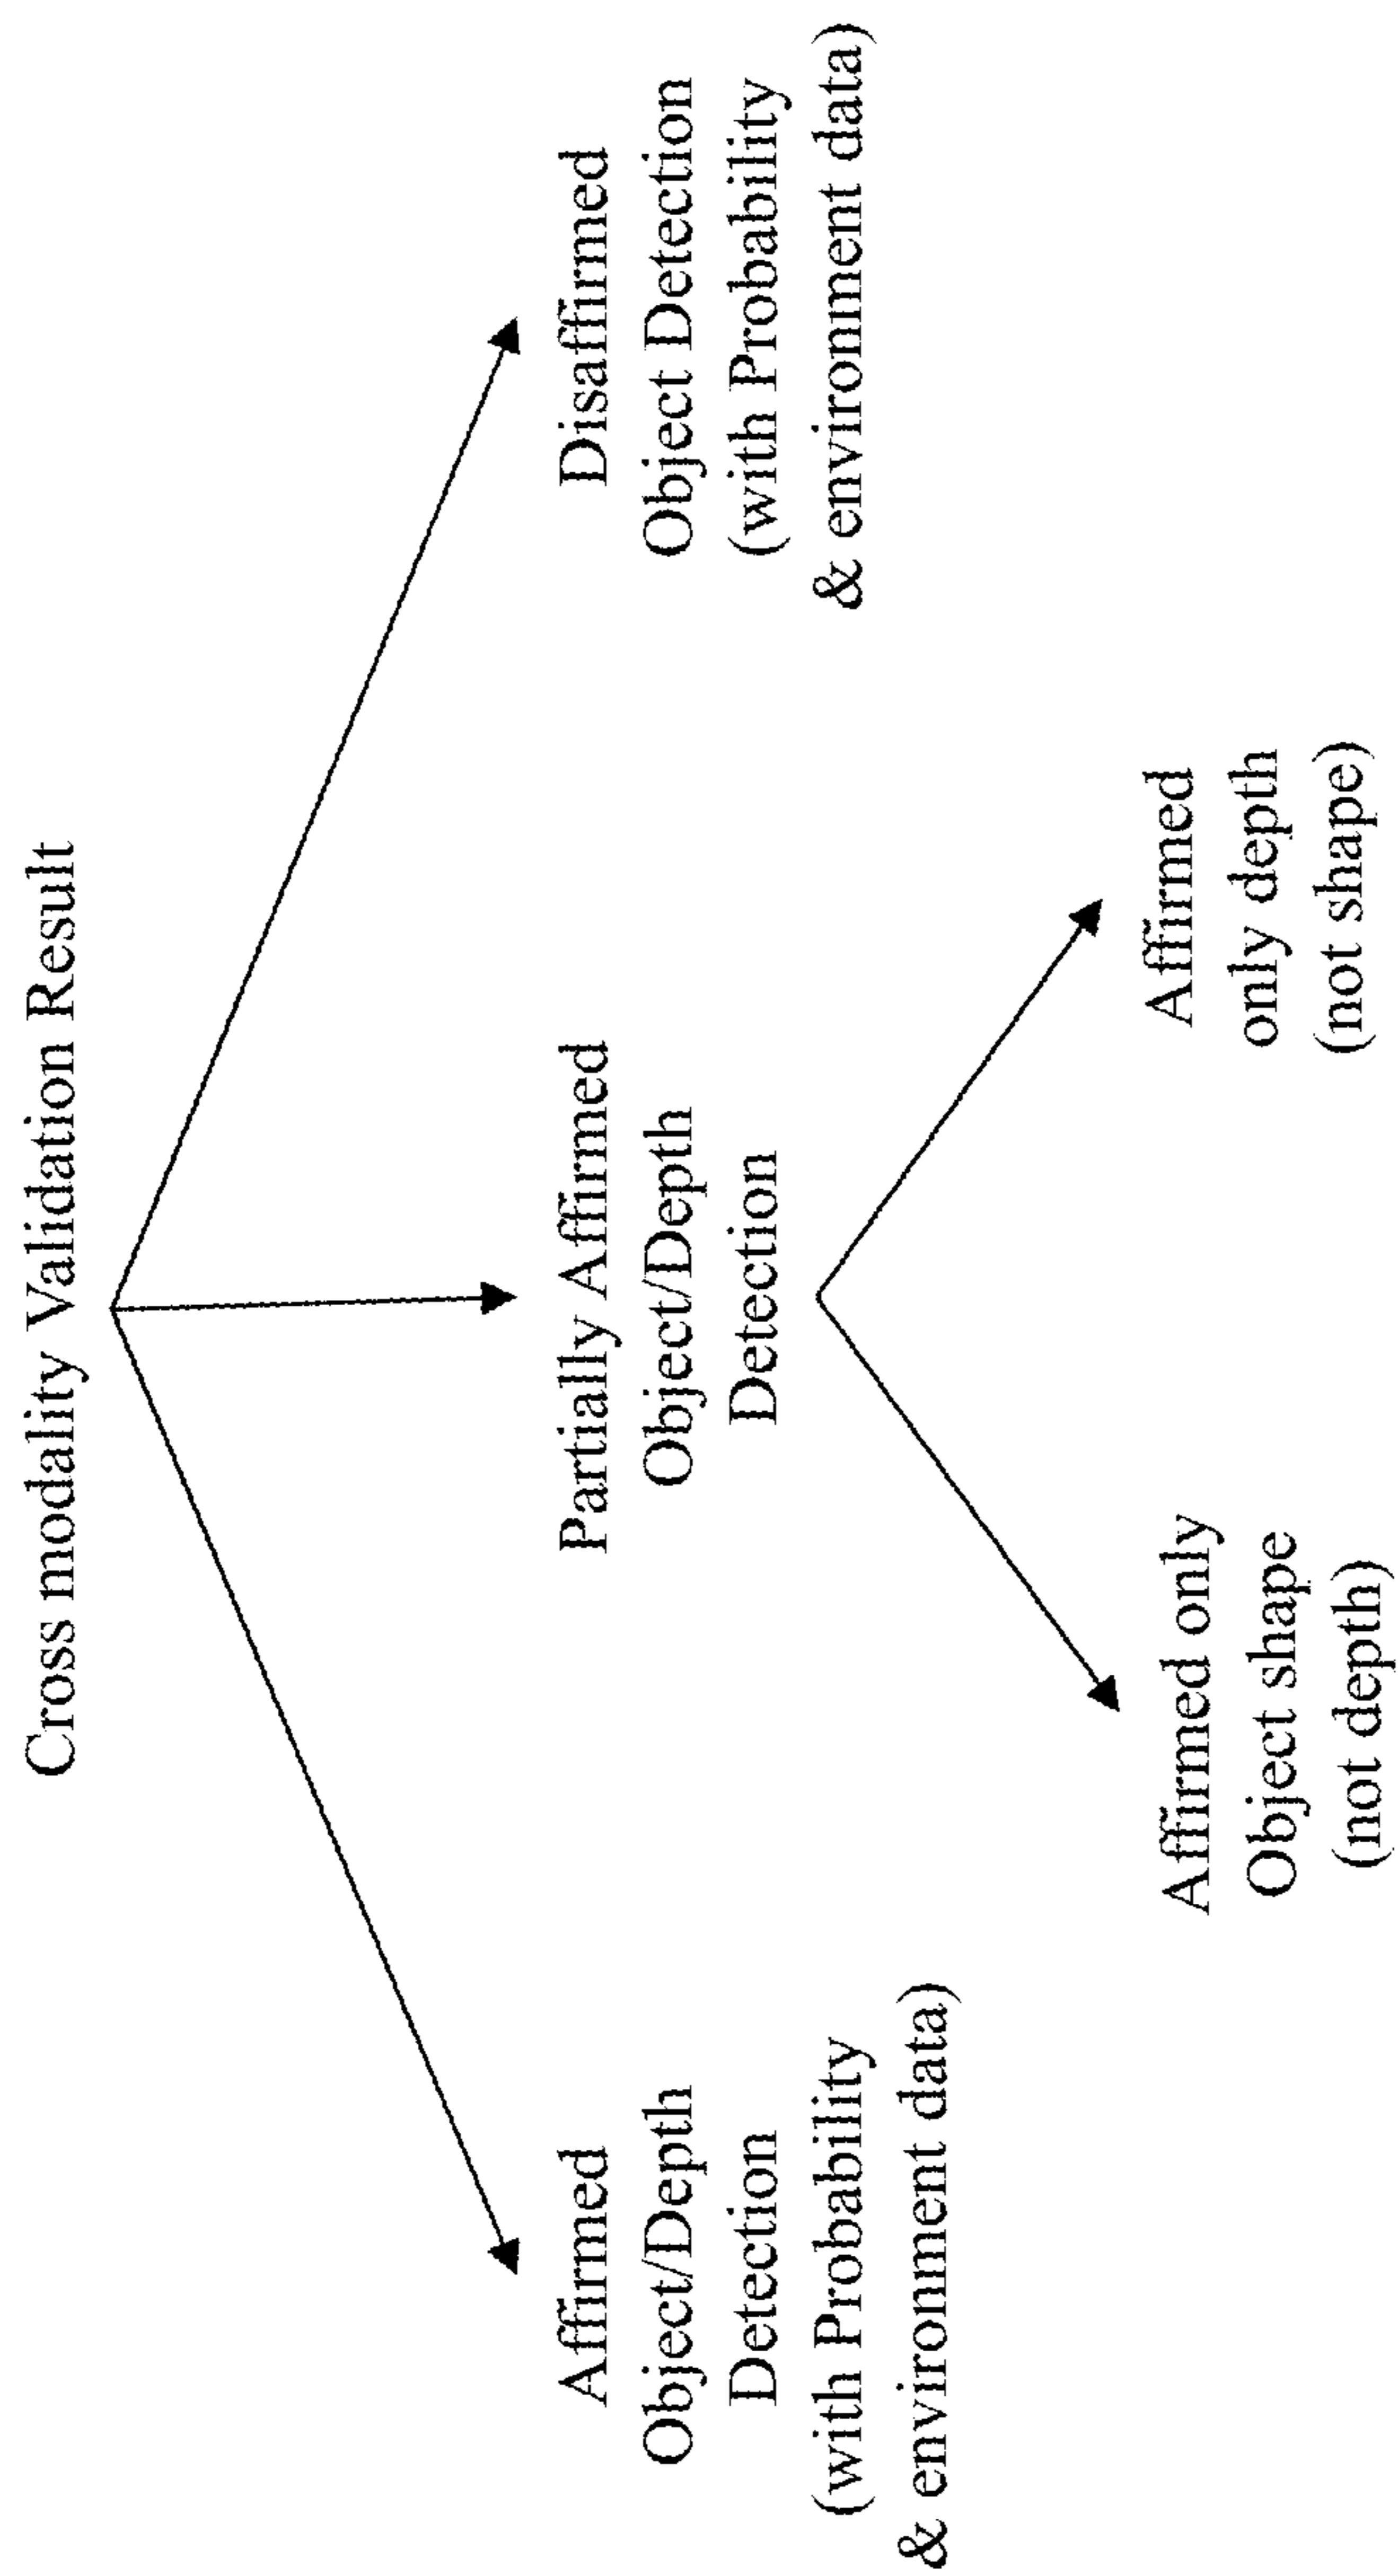 Cross modality Validation Result
Affirmed
Object/Depth
Detection
(with Probability
& environment data)
Partially Affirmed
Object/Depth
Detection
Disaffirmed
Object Detection
(with Probability
& environment data)
Affirmed only
Object shape
(not depth)
Affirmed
only depth
(not shape)